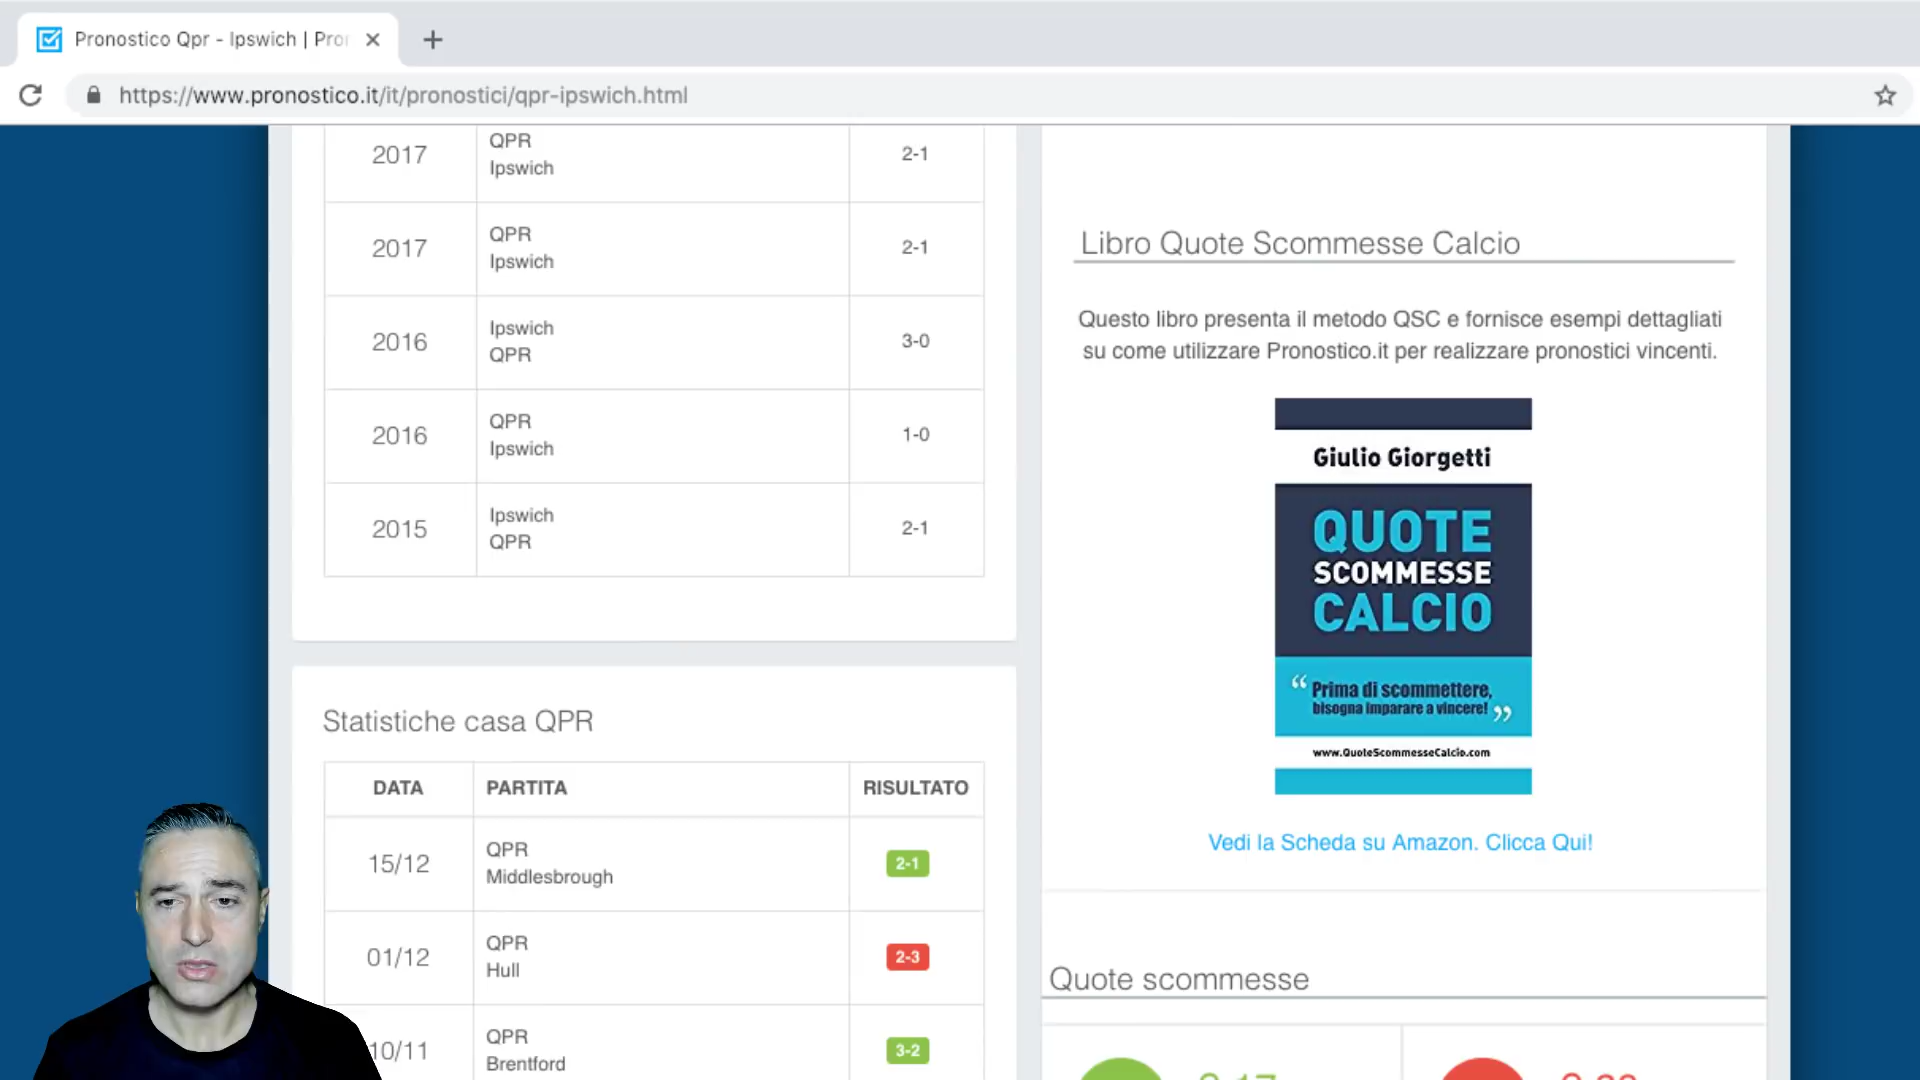 Pronostico Qpr - Ipswich | Pro
https://www.pronostico.it/it/pronostici/qpr-ipswich.html
2017
QPR
Ipswich
2-1
2017
QPR
Ipswich
2-1
2016
Ipswich
QPR
3-0
2016
QPR
Ipswich
1-0
2015
Ipswich
QPR
2-1
Statistiche casa QPR
DATA PARTITA RISULTATO
15/12
QPR
Middlesbrough
2-1
01/12
QPR
Hull
2-3
10/11
QPR
Brentford
3-2
Libro Quote Scommesse Calcio
Questo libro presenta il metodo QSC e fornisce esempi dettagliati
su come utilizzare Pronostico.it per realizzare pronostici vincenti.
Giulio Giorgetti
QUOTE
SCOMMESSE
CALCIO
“ Prima di scommettere,
bisogna imparare a vincere! ”
www.QuoteScommesseCalcio.com
Vedi la Scheda su Amazon. Clicca Qui!
Quote scommesse